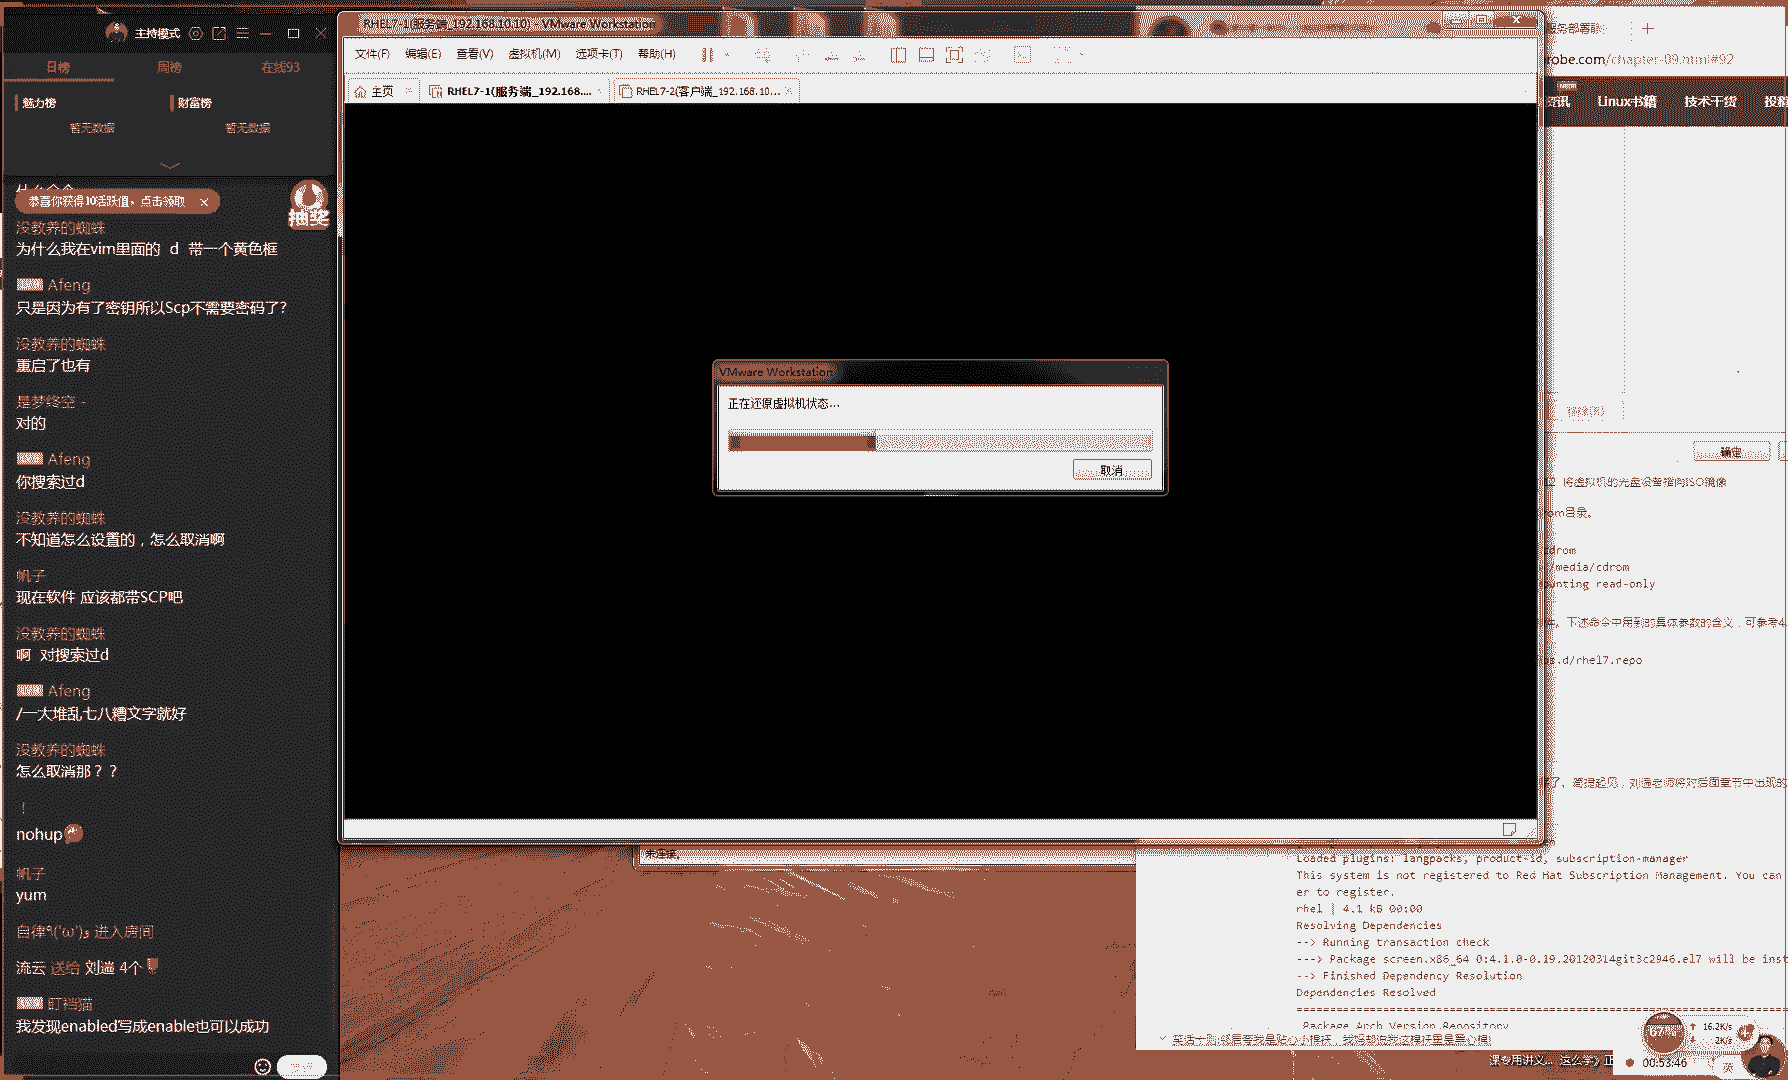 主持模式
日榜
周榜
在线93
魅力榜
财富榜
暂无数据
暂无数据
恭喜你获得10活跃值，点击领取
抽奖
没教养的蜘蛛
为什么我在vim里面的 d 带一个黄色框
Afeng
只是因为有了密钥所以Scp不需要密码了?
没教养的蜘蛛
重启了也有
是梦终空 -
对的
Afeng
你搜索过d
没教养的蜘蛛
不知道怎么设置的，怎么取消啊
帆子
现在软件 应该都带SCP吧
没教养的蜘蛛
啊 对搜索过d
Afeng
/一大堆乱七八糟文字就好
没教养的蜘蛛
怎么取消那？？
!
nohup
帆子
yum
自律٩('ω')و 进入房间
流云 送给 刘遄 4个
盯裆猫
我发现enabled写成enable也可以成功
RHEL7-1(服务端_192.168.10.10) - VMware Workstation
文件(F)
编辑(E)
查看(V)
虚拟机(M)
选项卡(T)
帮助(H)
主页
RHEL7-1(服务端_192.168....
RHEL7-2(客户端_192.168.10...
VMware Workstation
正在还原虚拟机状态...
取消
服务部署静
robe.com/chapter-09.html#92
资讯
Linux书籍
技术干货
投稿
确定
12 将虚拟机的光盘设备指向ISO镜像
om目录。
cdrom
/media/cdrom
unting read-only
件。下述命令中用到的具体参数的含义，可参考4.
os.d/rhel7.repo
了。简捷起见，刘遄老师将对后面章节中出现的
Loaded plugins: langpacks, product-id, subscription-manager
This system is not registered to Red Hat Subscription Management. You can
er to register.
rhel | 4.1 kB 00:00
Resolving Dependencies
--> Running transaction check
---> Package screen.x86_64 0:4.1.0-0.19.20120314git3c2946.el7 will be inst
--> Finished Dependency Resolution
Dependencies Resolved
Package Arch Version Repository
67%
16.2K/s
2K/s
00:53:46
英